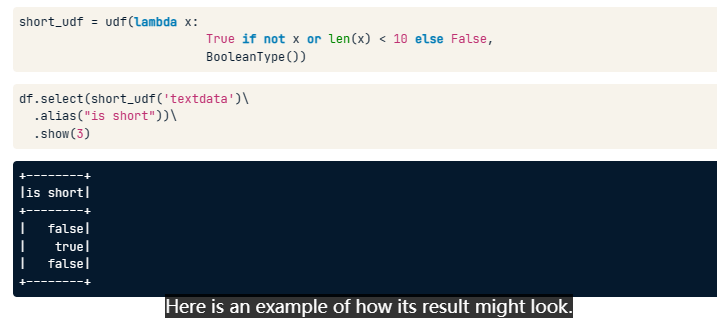 short_udf = udf(lambda x:
                          True if not x or len(x) < 10 else False,
                          BooleanType())
df.select(short_udf('textdata')\
  .alias("is short"))\
  .show(3)
+--------+
|is short|
+--------+
|   false|
|    true|
|   false|
+--------+
Here is an example of how its result might look.